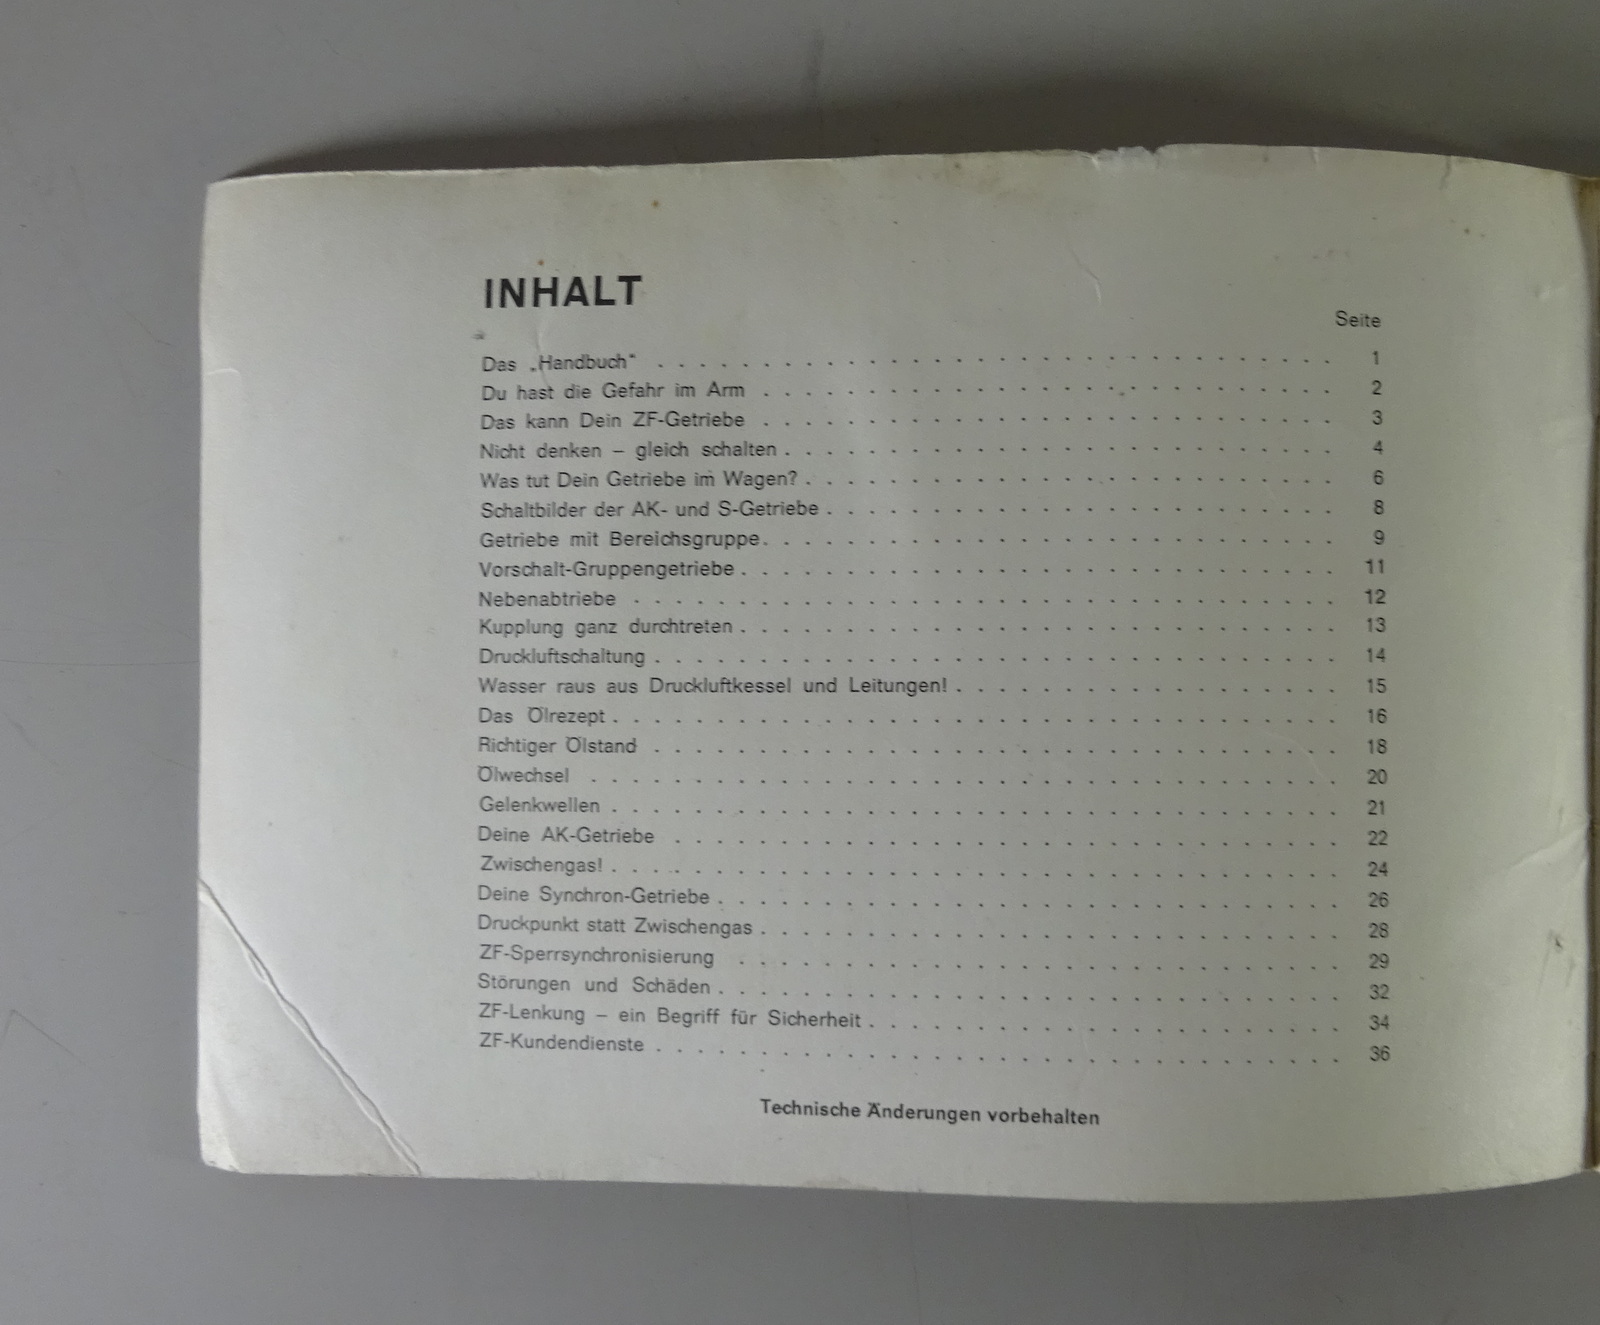 INHALT
Seite
Das „Handbuch" . . . . . . . . . . . . . . . . . . . . . . . . . . 1
Du hast die Gefahr im Arm . . . . . . . . . . . . . . . . . . . . . . 2
Das kann Dein ZF-Getriebe . . . . . . . . . . . . . . . . . . . . . . 3
Nicht denken – gleich schalten . . . . . . . . . . . . . . . . . . . . . 4
Was tut Dein Getriebe im Wagen? . . . . . . . . . . . . . . . . . . . . 6
Schaltbilder der AK- und S-Getriebe . . . . . . . . . . . . . . . . . . . 8
Getriebe mit Bereichsgruppe . . . . . . . . . . . . . . . . . . . . . . 9
Vorschalt-Gruppengetriebe . . . . . . . . . . . . . . . . . . . . . . . 11
Nebenabtriebe . . . . . . . . . . . . . . . . . . . . . . . . . . . 12
Kupplung ganz durchtreten . . . . . . . . . . . . . . . . . . . . . . . 13
Druckluftschaltung . . . . . . . . . . . . . . . . . . . . . . . . . . 14
Wasser raus aus Druckluftkessel und Leitungen! . . . . . . . . . . . . . . . 15
Das Ölrezept . . . . . . . . . . . . . . . . . . . . . . . . . . . . 16
Richtiger Ölstand . . . . . . . . . . . . . . . . . . . . . . . . . . 18
Ölwechsel . . . . . . . . . . . . . . . . . . . . . . . . . . . . . 20
Gelenkwellen . . . . . . . . . . . . . . . . . . . . . . . . . . . . 21
Deine AK-Getriebe . . . . . . . . . . . . . . . . . . . . . . . . . . 22
Zwischengas! . . . . . . . . . . . . . . . . . . . . . . . . . . . . 24
Deine Synchron-Getriebe . . . . . . . . . . . . . . . . . . . . . . . . 26
Druckpunkt statt Zwischengas . . . . . . . . . . . . . . . . . . . . . . 28
ZF-Sperrsynchronisierung . . . . . . . . . . . . . . . . . . . . . . . 29
Störungen und Schäden . . . . . . . . . . . . . . . . . . . . . . . . 32
ZF-Lenkung – ein Begriff für Sicherheit . . . . . . . . . . . . . . . . . . 34
ZF-Kundendienste . . . . . . . . . . . . . . . . . . . . . . . . . . 36
Technische Änderungen vorbehalten